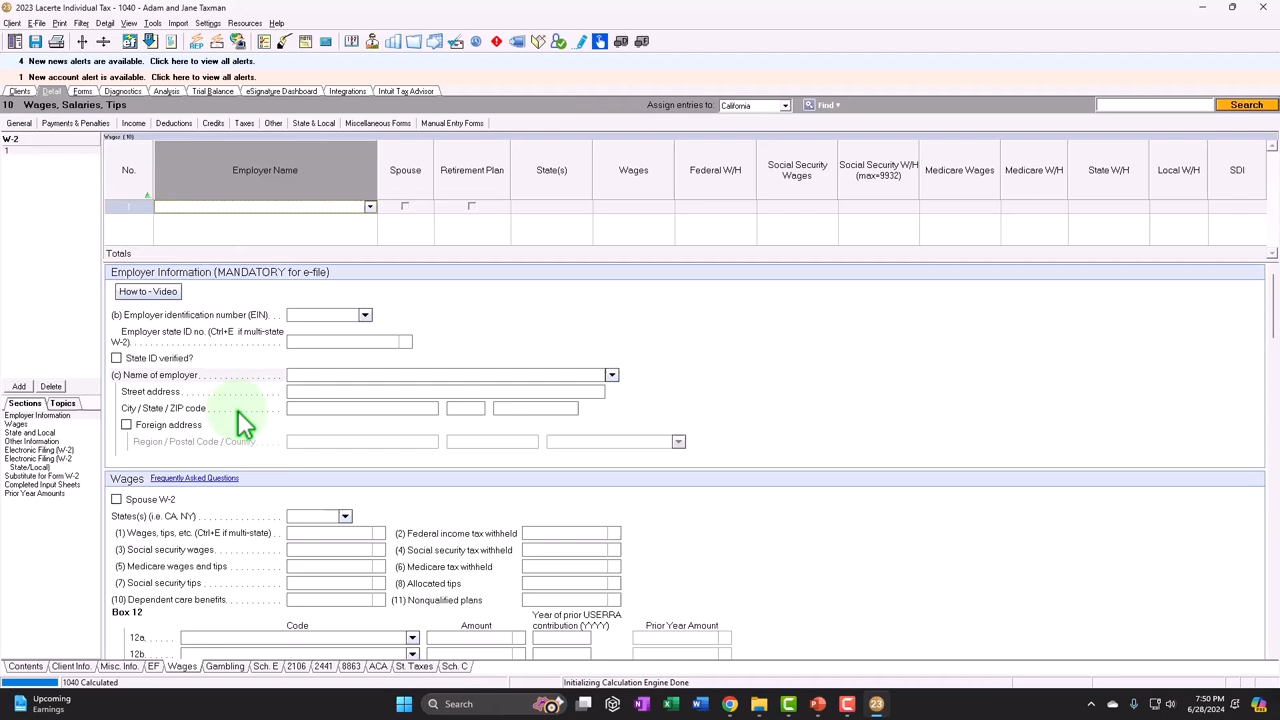 2023 Lacerte Individual Tax - 1040 - Adam and Jane Taxman
Client E-File Print Filter Detail View Tools Import Settings Resources Help
4 New news alerts are available. Click here to view all alerts.
1 New account alert is available. Click here to view all alerts.
Clients Detail Forms Diagnostics Analysis Trial Balance eSignature Dashboard Integrations Intuit Tax Advisor
10 Wages, Salaries, Tips Assign entries to: California Find Search
General Payments & Penalties Income Deductions Credits Taxes Other State & Local Miscellaneous Forms Manual Entry Forms
W-2 Wages (10)
1
No. Employer Name Spouse Retirement Plan State(s) Wages Federal W/H Social Security Wages Social Security W/H (max=9932) Medicare Wages Medicare W/H State W/H Local W/H SDI
1
Totals
Employer Information (MANDATORY for e-file)
How to - Video
(b) Employer identification number (EIN). . .
Employer state ID no. (Ctrl+E if multi-state
W-2). . . . . . . . . . . . . . . . . . . . . . . . . . .
State ID verified?
(c) Name of employer. . . . . . . . . . . . . . .
Street address . . . . . . . . . . . . . . . . . .
City / State / ZIP code . . . . . . . . . . . . .
Foreign address
Region / Postal Code / Country. . . . .
Add Delete
Sections Topics
Employer Information
Wages
State and Local
Other Information
Electronic Filing (W-2)
Electronic Filing (W-2
State/Local)
Substitute for Form W-2
Completed Input Sheets
Prior Year Amounts
Wages Frequently Asked Questions
Spouse W-2
States(s) (i.e. CA, NY) . . . . . . . . . . . . . .
(1) Wages, tips, etc. (Ctrl+E if multi-state) . . (2) Federal income tax withheld
(3) Social security wages. . . . . . . . . . . . . (4) Social security tax withheld
(5) Medicare wages and tips . . . . . . . . . . (6) Medicare tax withheld
(7) Social security tips . . . . . . . . . . . . . . (8) Allocated tips
(10) Dependent care benefits. . . . . . . . . . (11) Nonqualified plans
Box 12
Code Amount Year of prior USERRA contribution (YYYY) Prior Year Amount
12a. . . . . .
12b. . . . . .
Contents Client Info. Misc. Info. EF Wages Gambling Sch. E 2106 2441 8863 ACA St. Taxes Sch. C
1040 Calculated Initializing Calculation Engine Done
Upcoming
Earnings
Search
7:50 PM
6/28/2024